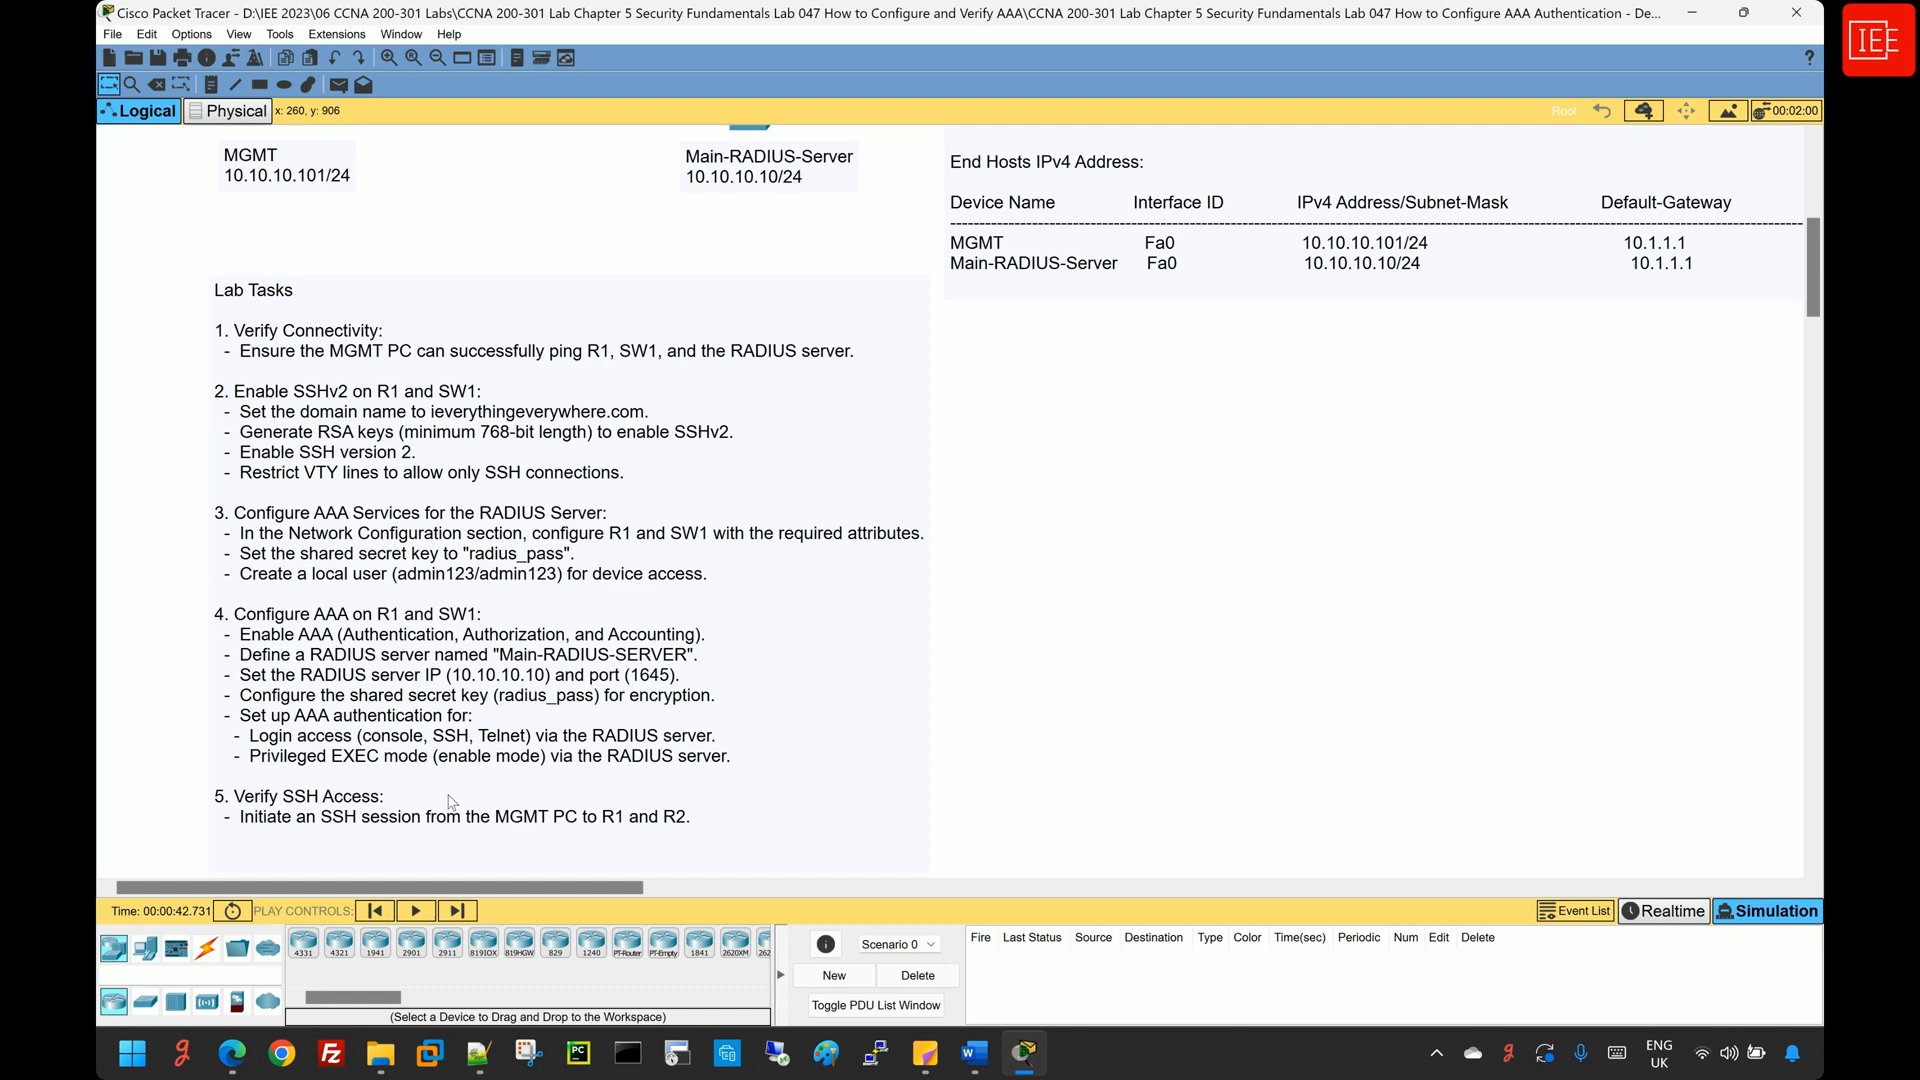 Cisco Packet Tracer - D:\IEE 2023\06 CCNA 200-301 Labs\CCNA 200-301 Lab Chapter 5 Security Fundamentals Lab 047 How to Configure and Verify AAA\CCNA 200-301 Lab Chapter 5 Security Fundamentals Lab 047 How to Configure AAA Authentication - De...
IEE
File Edit Options View Tools Extensions Window Help
?
Logical Physical x: 260, y: 906 Root 00:02:00
MGMT
10.10.10.101/24
Main-RADIUS-Server
10.10.10.10/24
End Hosts IPv4 Address:
Device Name Interface ID IPv4 Address/Subnet-Mask Default-Gateway
MGMT Fa0 10.10.10.101/24 10.1.1.1
Main-RADIUS-Server Fa0 10.10.10.10/24 10.1.1.1
Lab Tasks
1. Verify Connectivity:
- Ensure the MGMT PC can successfully ping R1, SW1, and the RADIUS server.
2. Enable SSHv2 on R1 and SW1:
- Set the domain name to ieverythingeverywhere.com.
- Generate RSA keys (minimum 768-bit length) to enable SSHv2.
- Enable SSH version 2.
- Restrict VTY lines to allow only SSH connections.
3. Configure AAA Services for the RADIUS Server:
- In the Network Configuration section, configure R1 and SW1 with the required attributes.
- Set the shared secret key to "radius_pass".
- Create a local user (admin123/admin123) for device access.
4. Configure AAA on R1 and SW1:
- Enable AAA (Authentication, Authorization, and Accounting).
- Define a RADIUS server named "Main-RADIUS-SERVER".
- Set the RADIUS server IP (10.10.10.10) and port (1645).
- Configure the shared secret key (radius_pass) for encryption.
- Set up AAA authentication for:
- Login access (console, SSH, Telnet) via the RADIUS server.
- Privileged EXEC mode (enable mode) via the RADIUS server.
5. Verify SSH Access:
- Initiate an SSH session from the MGMT PC to R1 and R2.
Time: 00:00:42.731 PLAY CONTROLS: Event List Realtime Simulation
4331 4321 1941 2901 2911 819IOX 819HGW 829 1240 PT-Router PT-Empty 1841 2620XM 262
(Select a Device to Drag and Drop to the Workspace)
Scenario 0
New Delete
Toggle PDU List Window
Fire Last Status Source Destination Type Color Time(sec) Periodic Num Edit Delete
ENG
UK